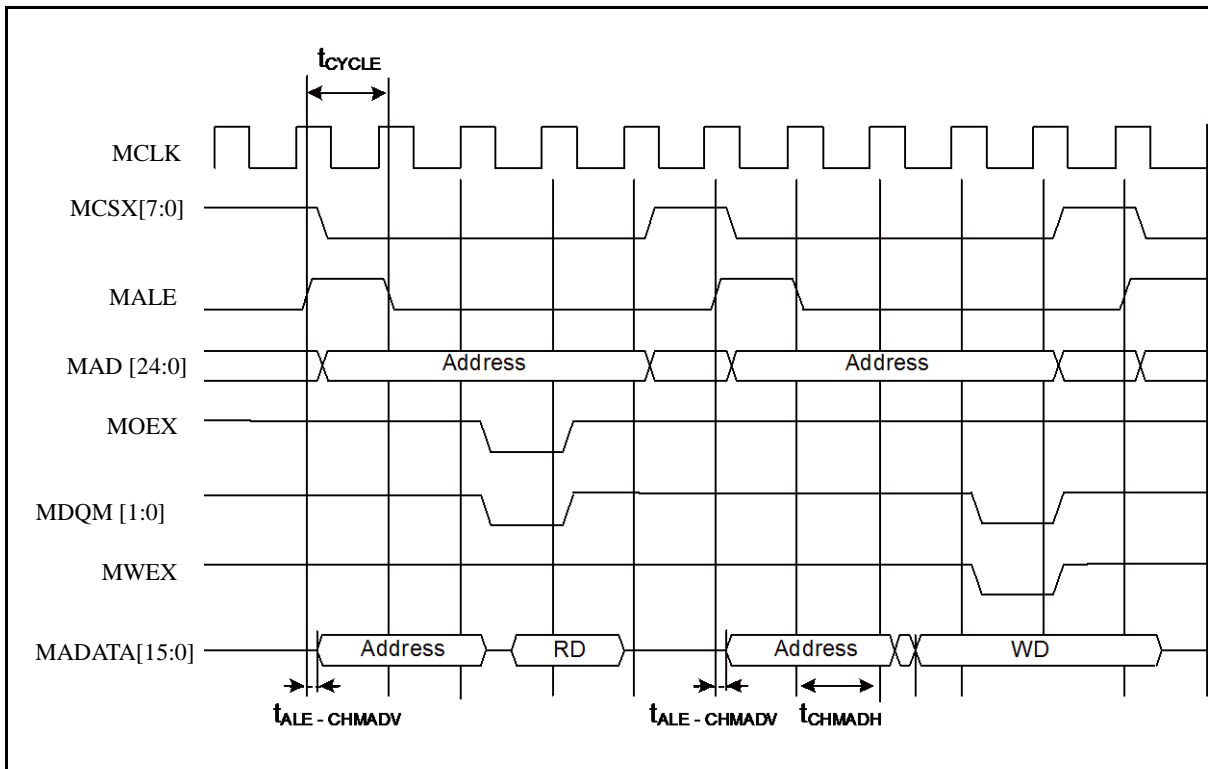 tCYCLE
MCLK
MCSX[7:0]
MALE
MAD [24:0]
Address
Address
MOEX
MDQM [1:0]
MWEX
MADATA[15:0]
Address
RD
Address
WD
tALE - CHMADV
tALE - CHMADV
tCHMADH